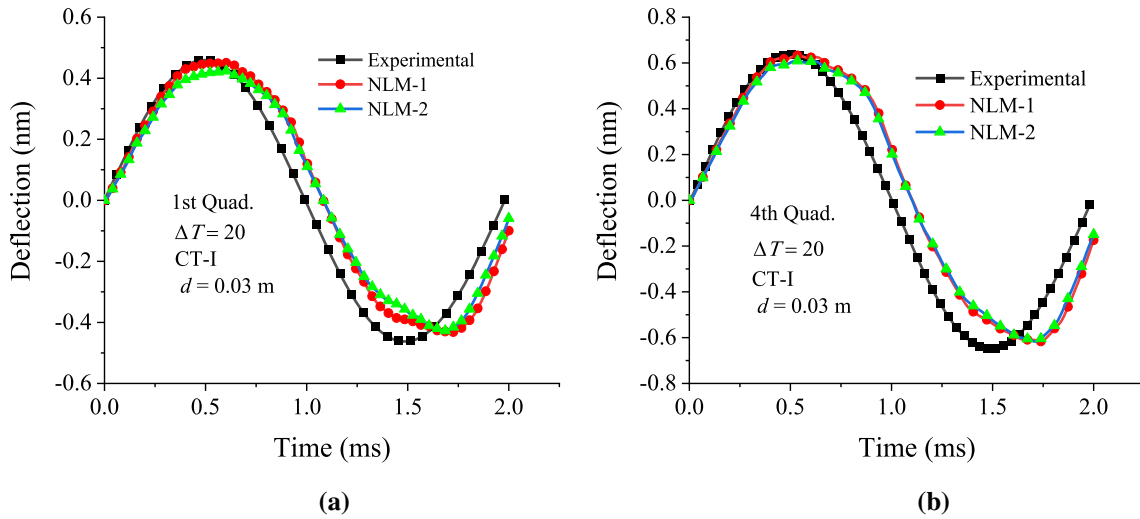 0.6
0.4
0.2
0.0
-0.2
-0.4
-0.6
Deflection (nm)
Experimental
NLM-1
NLM-2
1st Quad.
ΔT = 20
CT-I
d = 0.03 m
0.0 0.5 1.0 1.5 2.0
Time (ms)
(a)
0.8
0.6
0.4
0.2
0.0
-0.2
-0.4
-0.6
-0.8
Deflection (nm)
Experimental
NLM-1
NLM-2
4th Quad.
ΔT = 20
CT-I
d = 0.03 m
0.0 0.5 1.0 1.5 2.0
Time (ms)
(b)